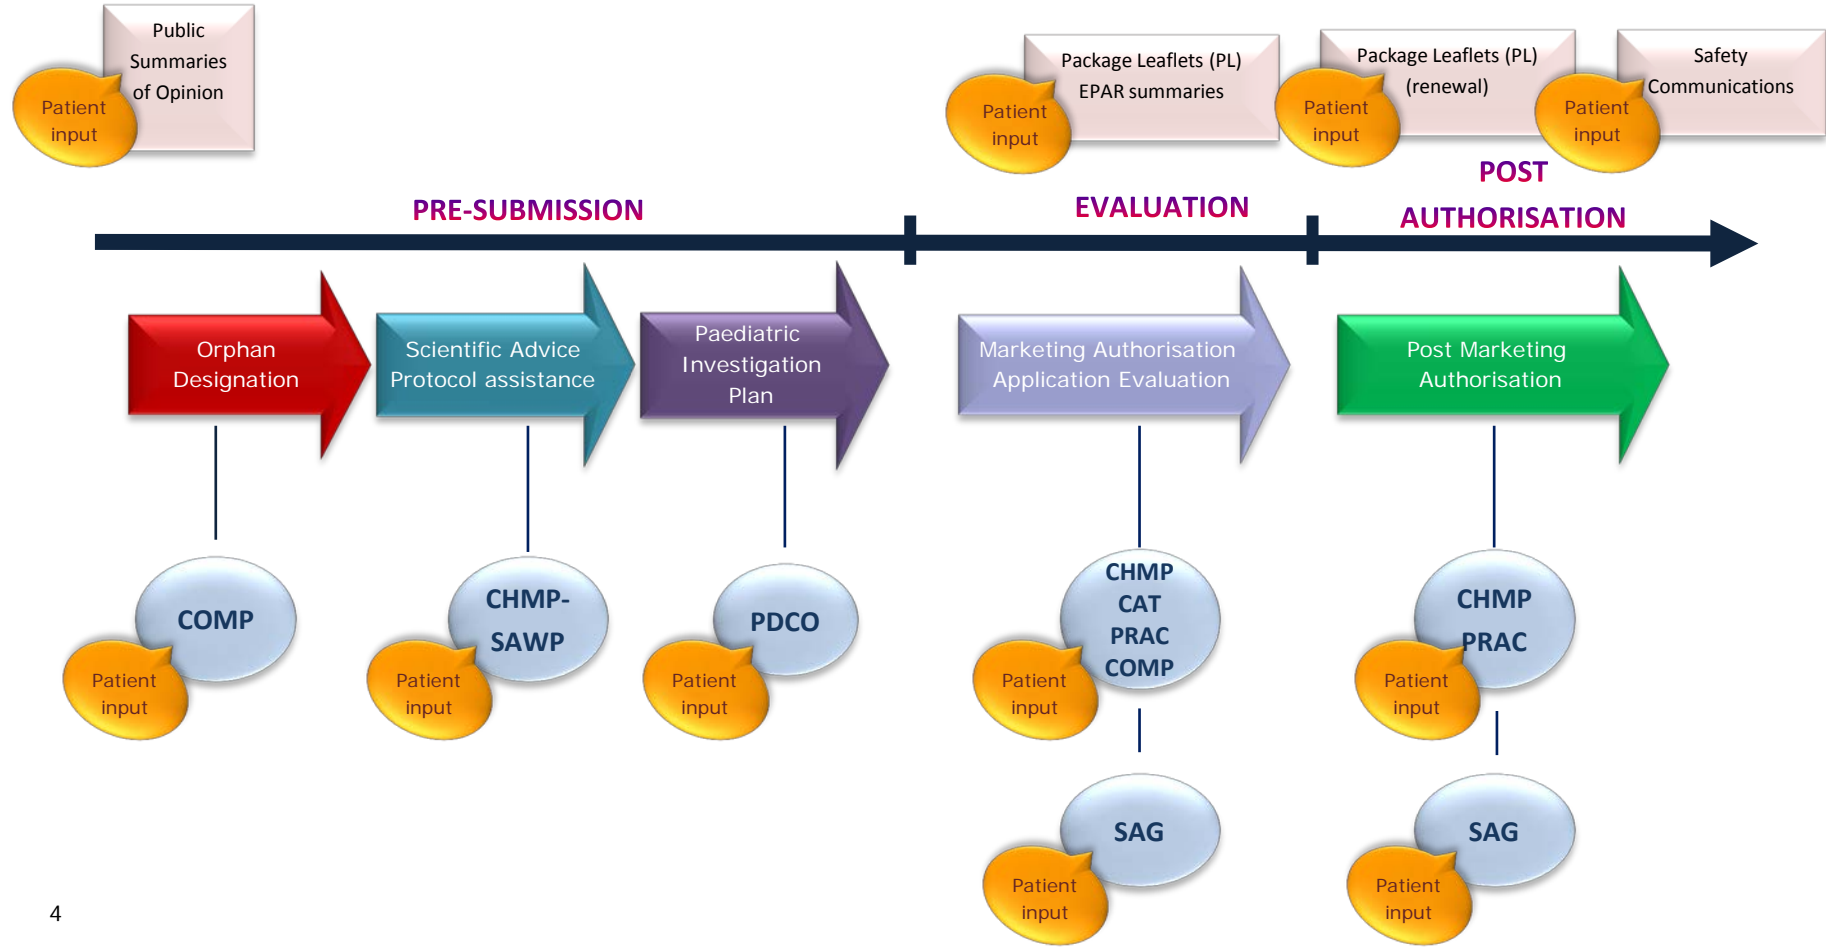 Public
Summaries
of Opinion
Patient
input
Package Leaflets (PL)
EPAR summaries
Patient
input
Package Leaflets (PL)
(renewal)
Patient
input
Safety
Communications
Patient
input
PRE-SUBMISSION
EVALUATION
POST
AUTHORISATION
Orphan
Designation
Scientific Advice
Protocol assistance
Paediatric
Investigation
Plan
Marketing Authorisation
Application Evaluation
Post Marketing
Authorisation
COMP
Patient
input
CHMP-
SAWP
Patient
input
PDCO
Patient
input
CHMP
CAT
PRAC
COMP
Patient
input
CHMP
PRAC
Patient
input
SAG
Patient
input
SAG
Patient
input
4